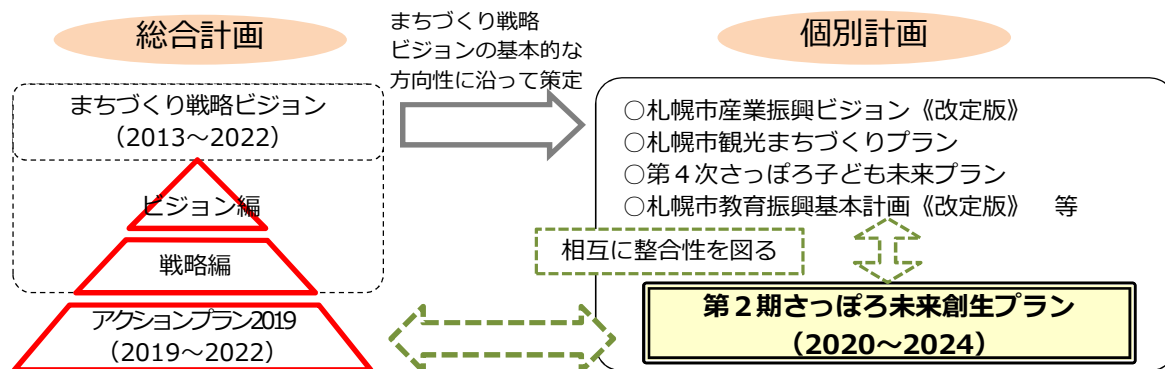 総合計画
まちづくり戦略ビジョン
（2013～2022）
ビジョン編
戦略編
アクションプラン2019
（2019～2022）
まちづくり戦略
ビジョンの基本的な
方向性に沿って策定
個別計画
○札幌市産業振興ビジョン《改定版》
○札幌市観光まちづくりプラン
○第４次さっぽろ子ども未来プラン
○札幌市教育振興基本計画《改定版》　等
相互に整合性を図る
第２期さっぽろ未来創生プラン
（2020～2024）